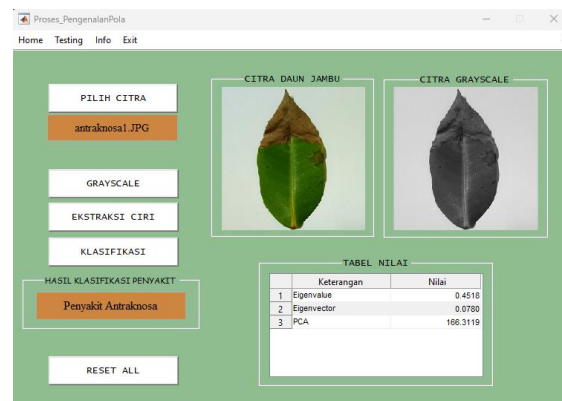 Proses_PengenalanPola
Home Testing Info Exit
PILIH CITRA
antraknosa1.JPG
GRAYSCALE
EKSTRAKSI CIRI
KLASIFIKASI
HASIL KLASIFIKASI PENYAKIT
Penyakit Antraknosa
RESET ALL
CITRA DAUN JAMBU
CITRA GRAYSCALE
TABEL NILAI
Keterangan Nilai
1 Eigenvalue 0.4518
2 Eigenvector 0.0780
3 PCA 166.3119